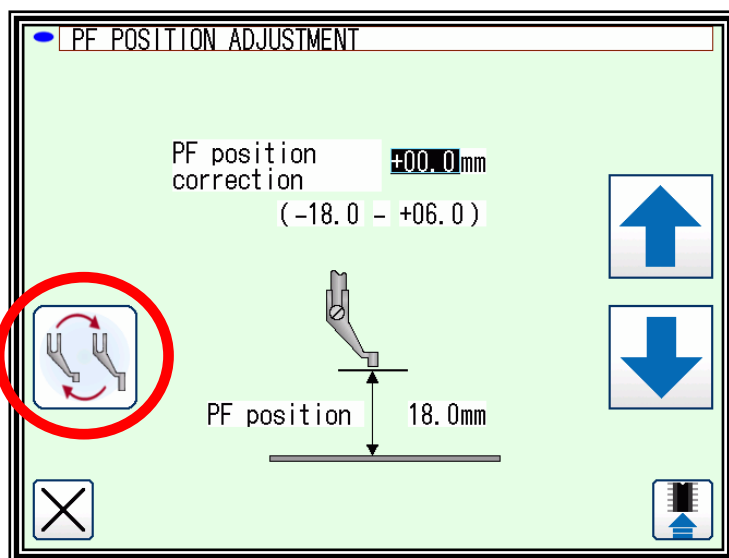 PF POSITION ADJUSTMENT
PF position +00.0mm
correction
(-18.0 - +06.0)
PF position 18.0mm